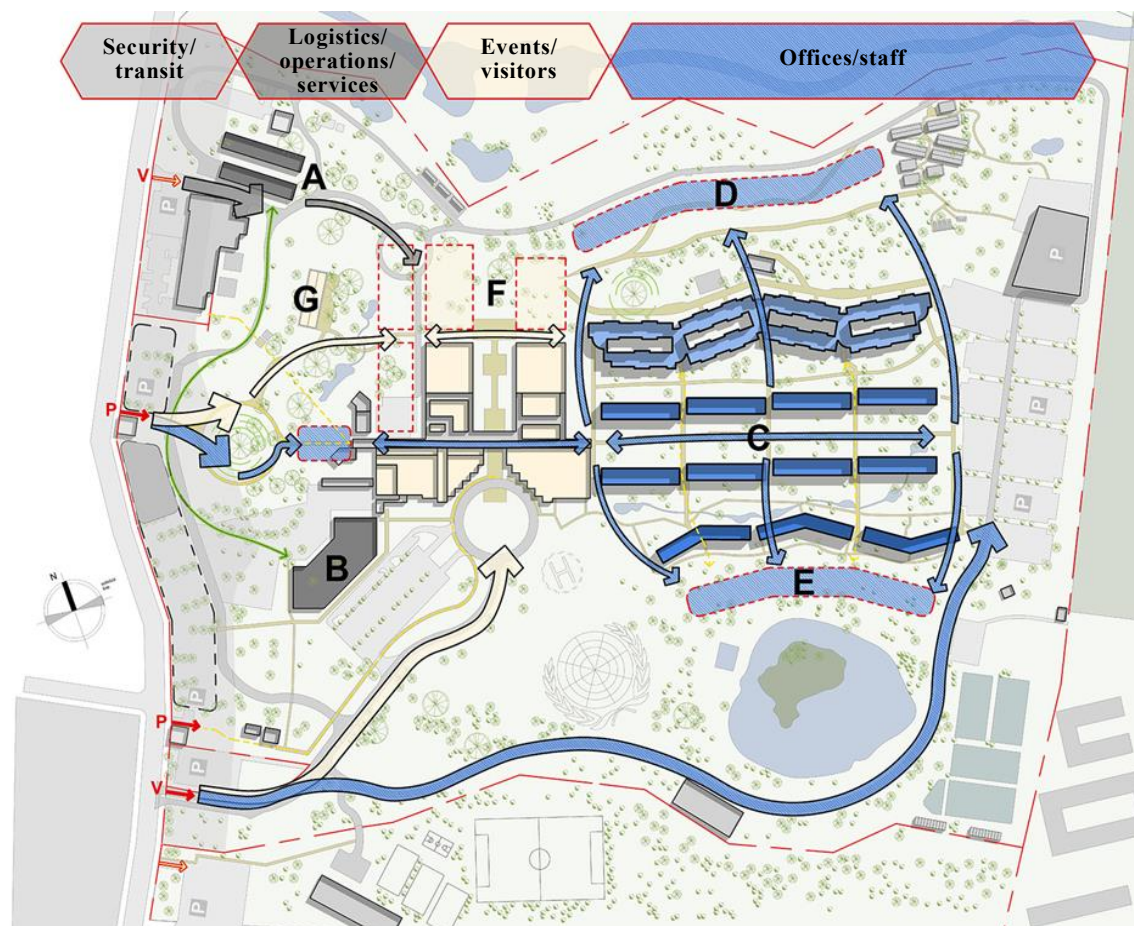 Security/
transit
Logistics/
operations/
services
Events/
visitors
Offices/staff
V
A
D
P
P
G
F
P
P
P
C
P
B
E
H
N
P
P
P
V
P